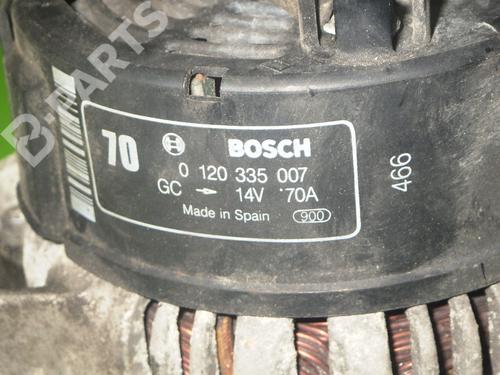 B-PARTS
70 BOSCH
0 120 335 007
GC → 14V 70A
Made in Spain 900
466